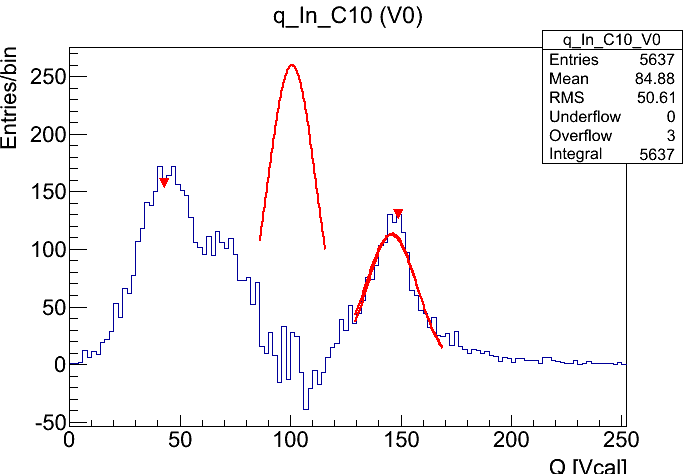 q_In_C10 (V0)
q_In_C10_V0
Entries 5637
Mean 84.88
RMS 50.61
Underflow 0
Overflow 3
Integral 5637
Entries/bin
250
200
150
100
50
0
-50
0 50 100 150 200 250
Q [Vcal]